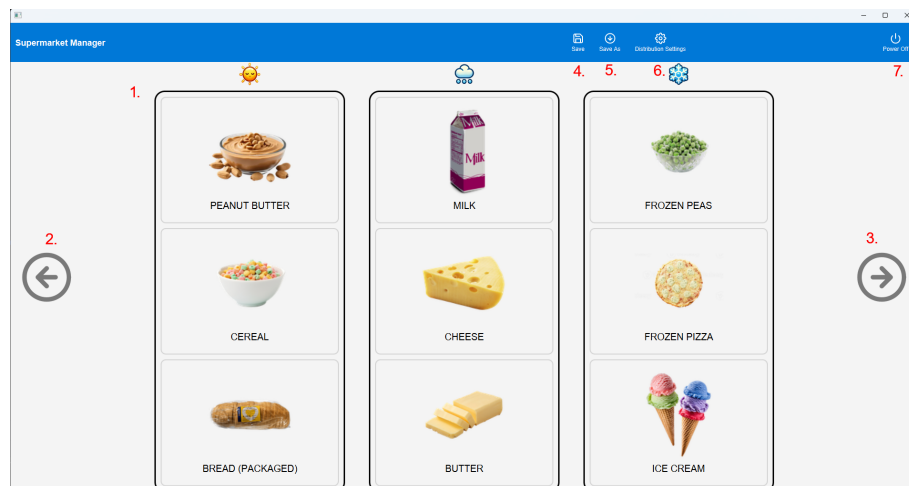 Supermarket Manager
Save
Save As
Distribution Settings
Power Off
4.
5.
6.
7.
1.
2.
3.
Milk
PEANUT BUTTER
MILK
FROZEN PEAS
CEREAL
CHEESE
FROZEN PIZZA
BREAD (PACKAGED)
BUTTER
ICE CREAM